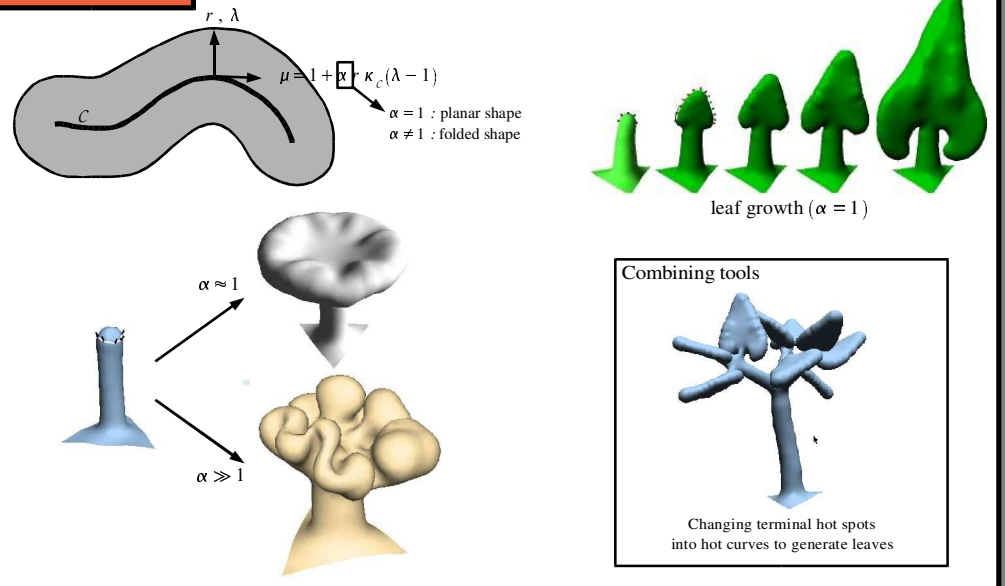 r , λ
μ = 1 + α r κ_C (λ − 1)
C
α = 1 : planar shape
α ≠ 1 : folded shape
leaf growth (α = 1)
α ≈ 1
α ≫ 1
Combining tools
Changing terminal hot spots
into hot curves to generate leaves